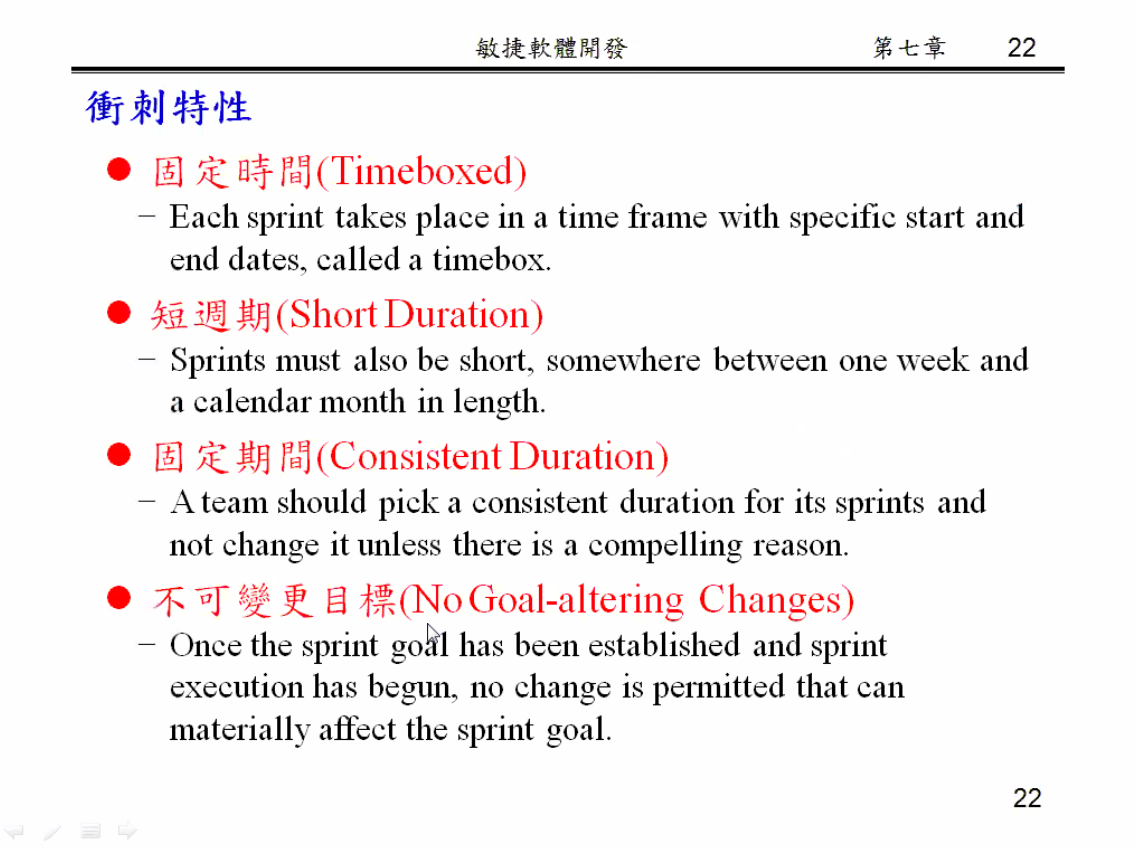 敏捷軟體開發 第七章 22
衝刺特性
● 固定時間(Timeboxed)
– Each sprint takes place in a time frame with specific start and
end dates, called a timebox.
● 短週期(Short Duration)
– Sprints must also be short, somewhere between one week and
a calendar month in length.
● 固定期間(Consistent Duration)
– A team should pick a consistent duration for its sprints and
not change it unless there is a compelling reason.
● 不可變更目標(No Goal-altering Changes)
– Once the sprint goal has been established and sprint
execution has begun, no change is permitted that can
materially affect the sprint goal.
22